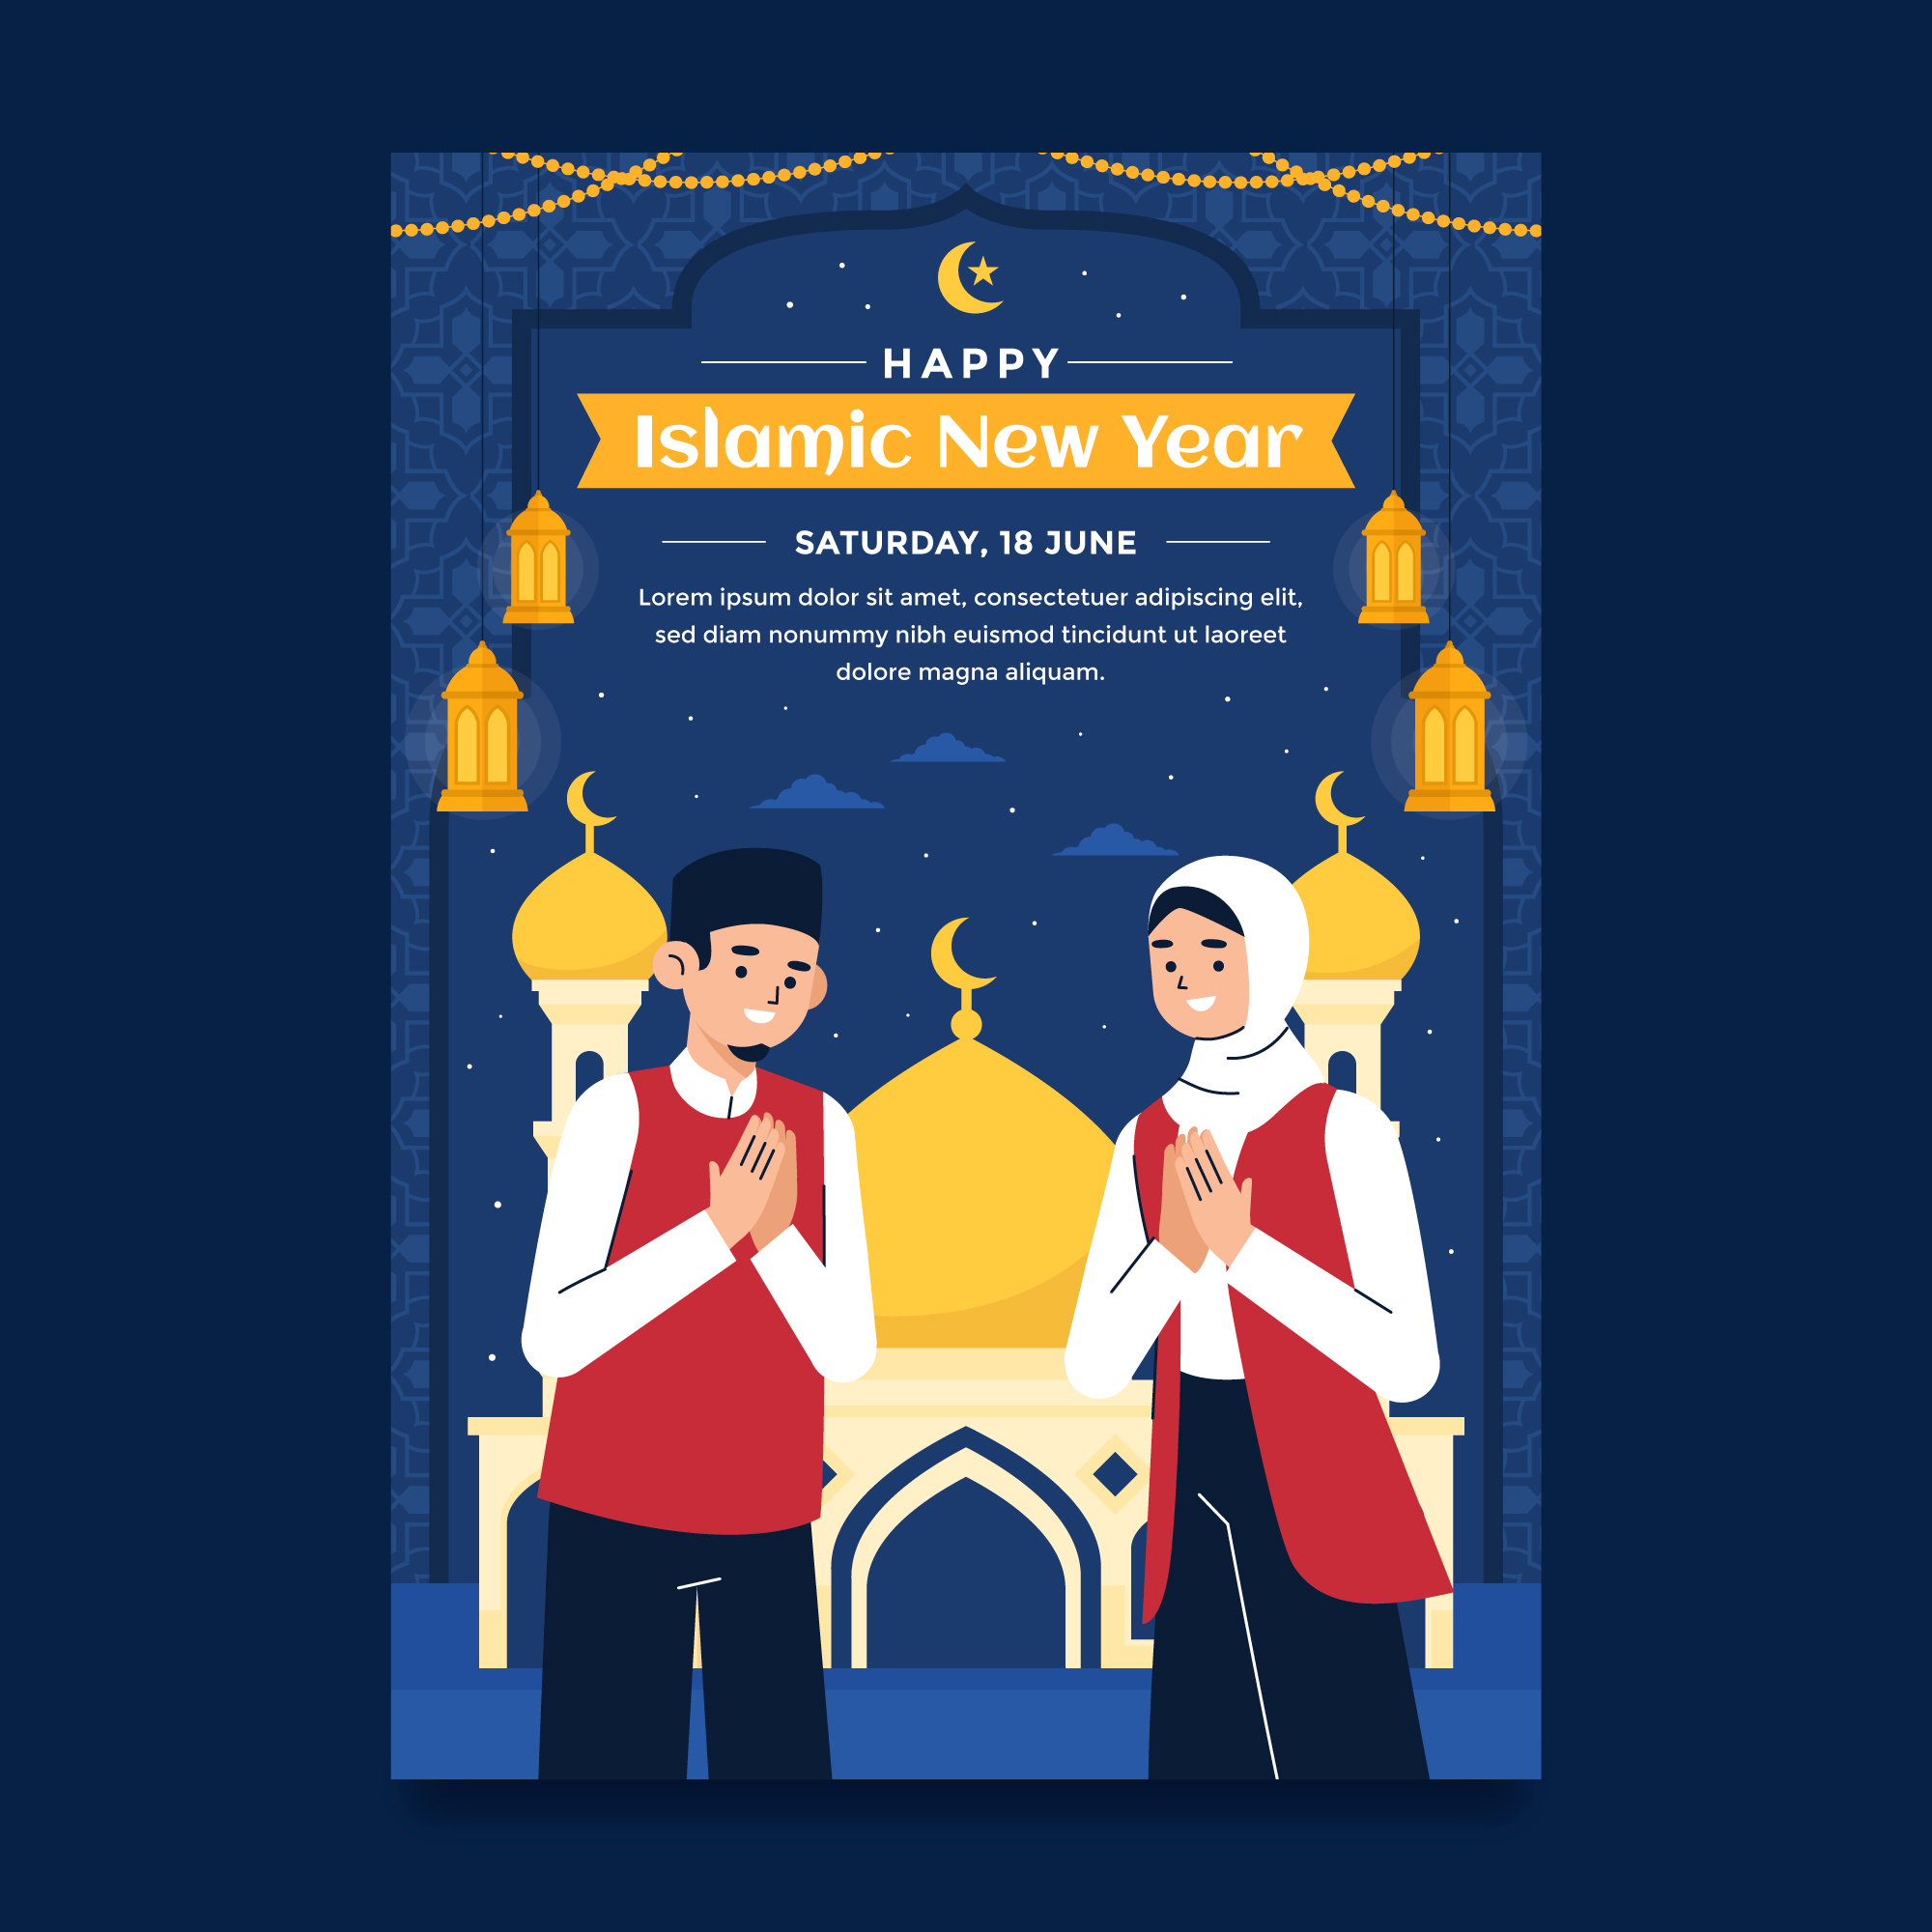 HAPPY
Islamic New Year
SATURDAY, 18 JUNE
Lorem ipsum dolor sit amet, consectetuer adipiscing elit,
sed diam nonummy nibh euismod tincidunt ut laoreet
dolore magna aliquam.